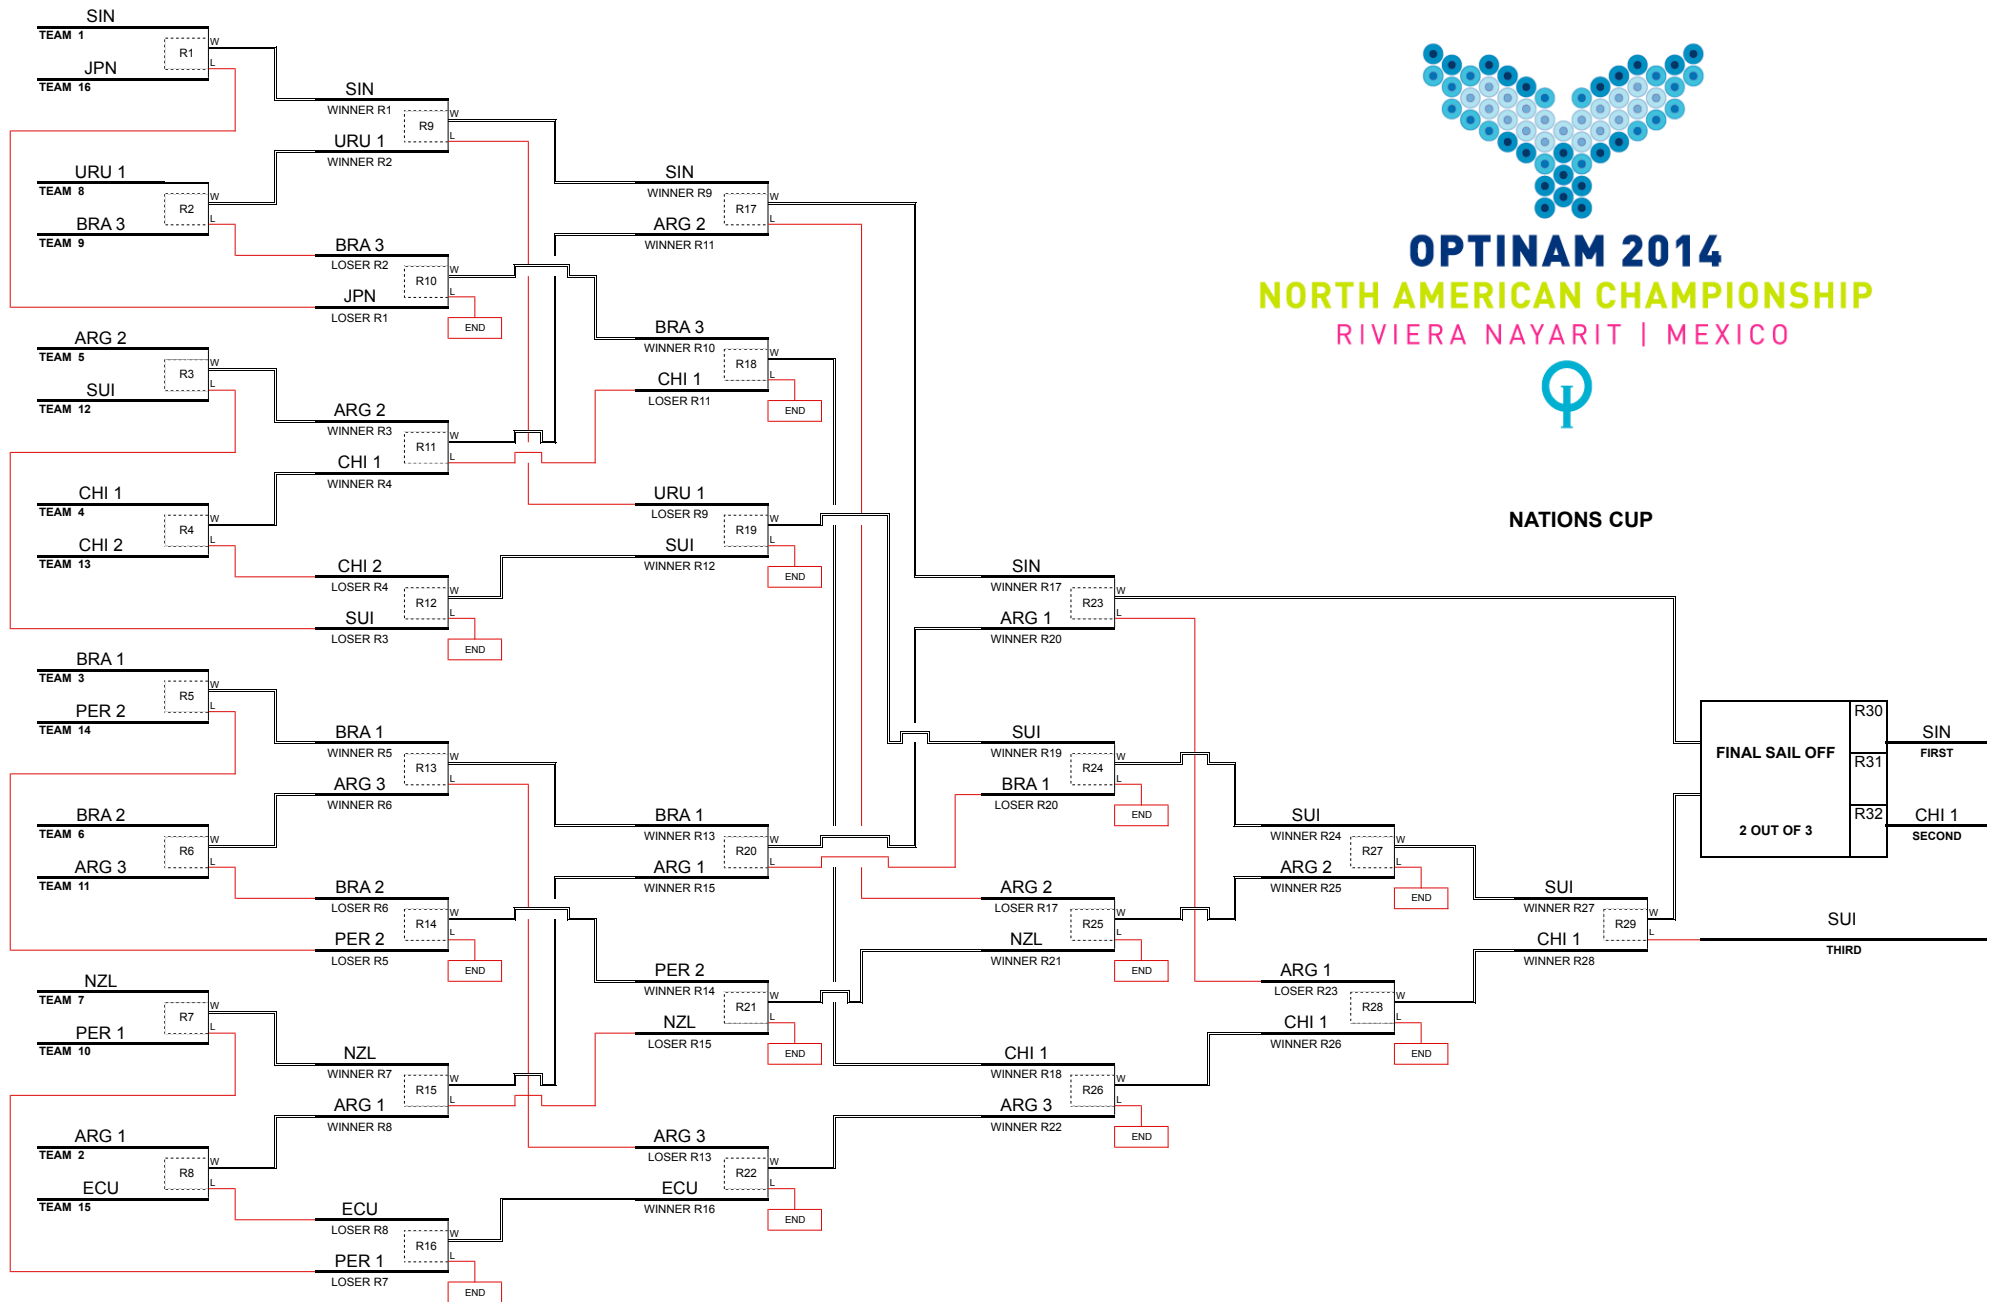 SIN
TEAM 1
R1
W
L
JPN
TEAM 16
URU 1
TEAM 8
R2
W
L
BRA 3
TEAM 9
ARG 2
TEAM 5
R3
W
L
SUI
TEAM 12
CHI 1
TEAM 4
R4
W
L
CHI 2
TEAM 13
BRA 1
TEAM 3
R5
W
L
PER 2
TEAM 14
BRA 2
TEAM 6
R6
W
L
ARG 3
TEAM 11
NZL
TEAM 7
R7
W
L
PER 1
TEAM 10
ARG 1
TEAM 2
R8
W
L
ECU
TEAM 15
SIN
WINNER R1
R9
W
L
URU 1
WINNER R2
BRA 3
LOSER R2
R10
W
L
JPN
LOSER R1
END
ARG 2
WINNER R3
R11
W
L
CHI 1
WINNER R4
CHI 2
LOSER R4
R12
W
L
SUI
LOSER R3
END
BRA 1
WINNER R5
R13
W
L
ARG 3
WINNER R6
BRA 2
LOSER R6
R14
W
L
PER 2
LOSER R5
END
NZL
WINNER R7
R15
W
L
ARG 1
WINNER R8
ECU
LOSER R8
R16
W
L
PER 1
LOSER R7
END
SIN
WINNER R9
R17
W
L
ARG 2
WINNER R11
BRA 3
WINNER R10
R18
W
L
CHI 1
LOSER R11
END
URU 1
LOSER R9
R19
W
L
SUI
WINNER R12
END
BRA 1
WINNER R13
R20
W
L
ARG 1
WINNER R15
PER 2
WINNER R14
R21
W
L
NZL
LOSER R15
END
ARG 3
LOSER R13
R22
W
L
ECU
WINNER R16
END
SIN
WINNER R17
R23
W
L
ARG 1
WINNER R20
SUI
WINNER R19
R24
W
L
BRA 1
LOSER R20
END
ARG 2
LOSER R17
R25
W
L
NZL
WINNER R21
END
CHI 1
WINNER R18
R26
W
L
ARG 3
WINNER R22
END
SUI
WINNER R24
R27
W
L
ARG 2
WINNER R25
END
ARG 1
LOSER R23
R28
W
L
CHI 1
WINNER R26
END
SUI
WINNER R27
R29
W
L
CHI 1
WINNER R28
OPTINAM 2014
NORTH AMERICAN CHAMPIONSHIP
RIVIERA NAYARIT | MEXICO
NATIONS CUP
FINAL SAIL OFF
2 OUT OF 3
R30
R31
R32
SIN
FIRST
CHI 1
SECOND
SUI
THIRD